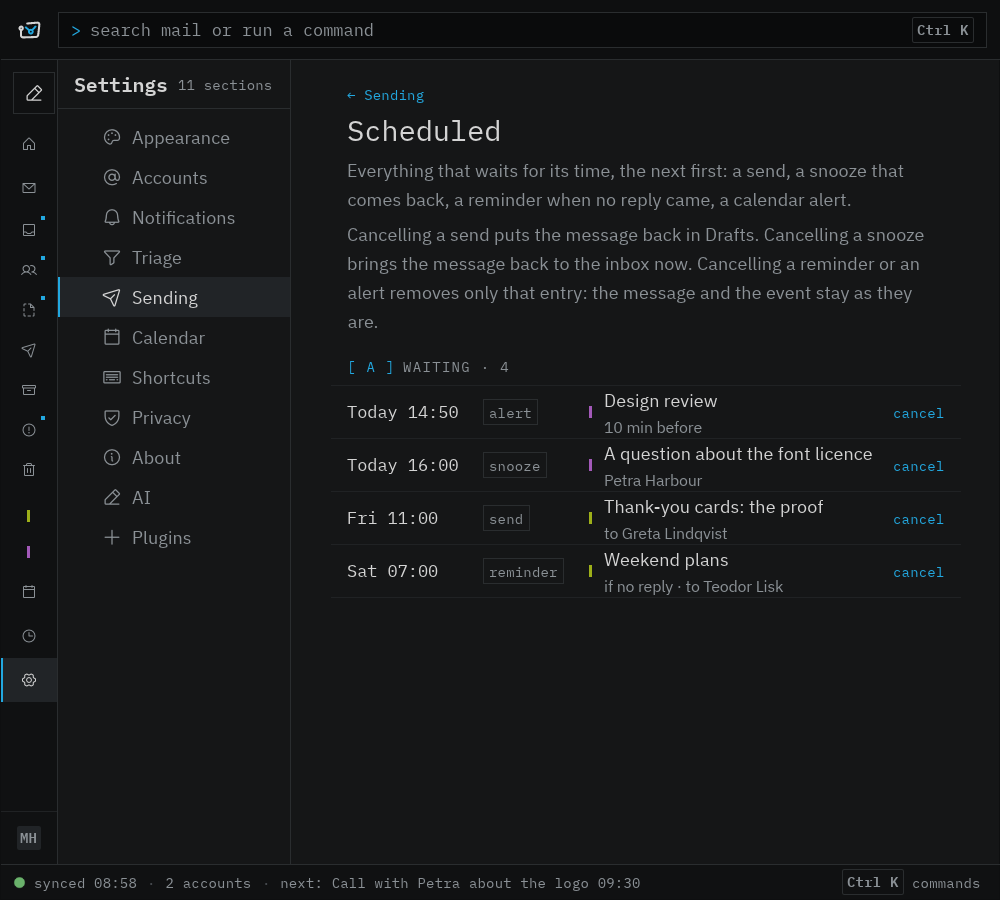 > search mail or run a command Ctrl K
Settings 11 sections
Appearance
Accounts
Notifications
Triage
Sending
Calendar
Shortcuts
Privacy
About
AI
Plugins
MH
← Sending
Scheduled
Everything that waits for its time, the next first: a send, a snooze that
comes back, a reminder when no reply came, a calendar alert.
Cancelling a send puts the message back in Drafts. Cancelling a snooze
brings the message back to the inbox now. Cancelling a reminder or an
alert removes only that entry: the message and the event stay as they
are.
[ A ] WAITING · 4
Today 14:50 alert Design review cancel
10 min before
Today 16:00 snooze A question about the font licence cancel
Petra Harbour
Fri 11:00 send Thank-you cards: the proof cancel
to Greta Lindqvist
Sat 07:00 reminder Weekend plans cancel
if no reply · to Teodor Lisk
synced 08:58 · 2 accounts · next: Call with Petra about the logo 09:30 Ctrl K commands